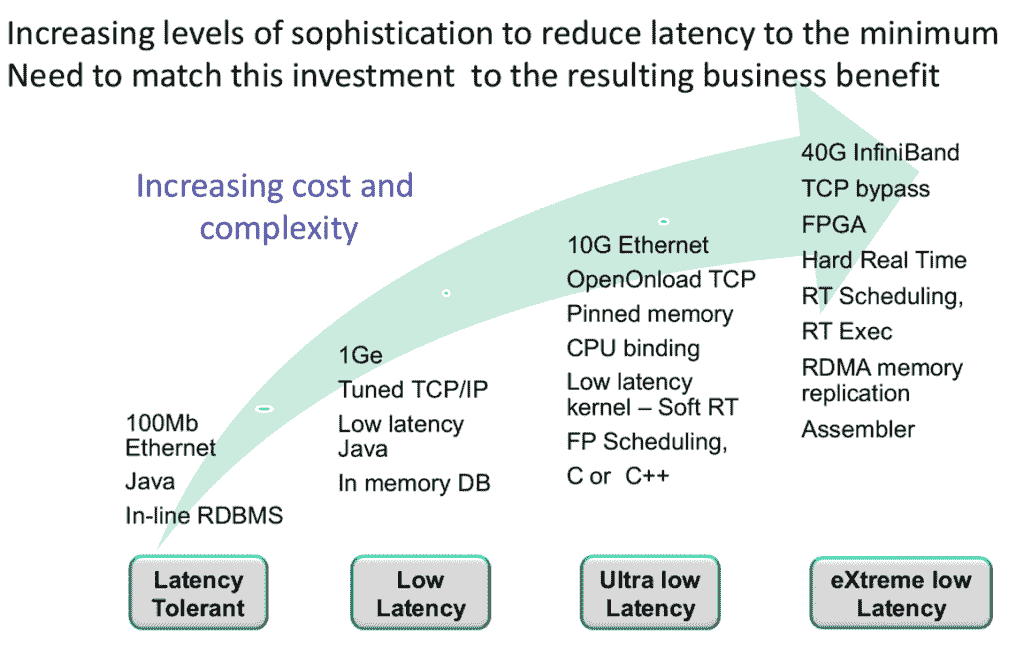 Increasing levels of sophistication to reduce latency to the minimum
Need to match this investment to the resulting business benefit
Increasing cost and
complexity
100Mb
Ethernet
Java
In-line RDBMS
1Ge
Tuned TCP/IP
Low latency
Java
In memory DB
10G Ethernet
OpenOnload TCP
Pinned memory
CPU binding
Low latency
kernel – Soft RT
FP Scheduling,
C or C++
40G InfiniBand
TCP bypass
FPGA
Hard Real Time
RT Scheduling,
RT Exec
RDMA memory
replication
Assembler
Latency
Tolerant
Low
Latency
Ultra low
Latency
eXtreme low
Latency